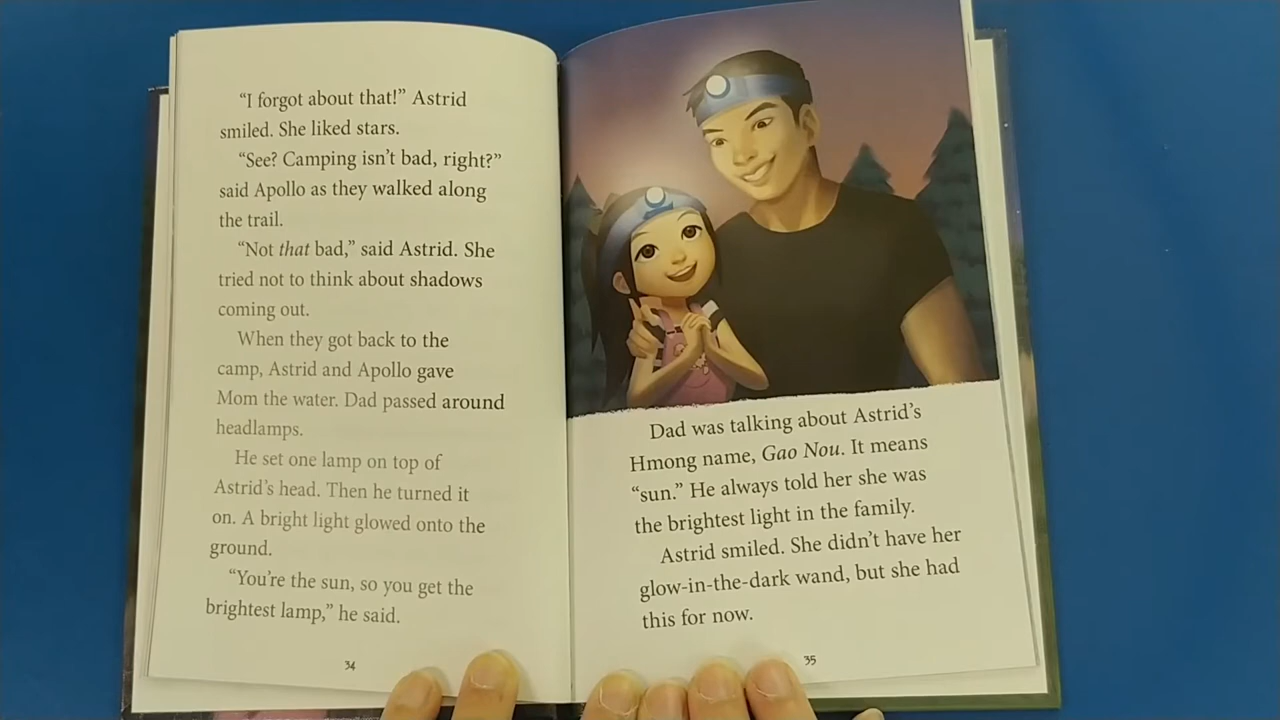 “I forgot about that!” Astrid
smiled. She liked stars.
“See? Camping isn’t bad, right?”
said Apollo as they walked along
the trail.
“Not that bad,” said Astrid. She
tried not to think about shadows
coming out.
When they got back to the
camp, Astrid and Apollo gave
Mom the water. Dad passed around
headlamps.
He set one lamp on top of
Astrid’s head. Then he turned it
on. A bright light glowed onto the
ground.
“You’re the sun, so you get the
brightest lamp,” he said.
34
Dad was talking about Astrid’s
Hmong name, Gao Nou. It means
“sun.” He always told her she was
the brightest light in the family.
Astrid smiled. She didn’t have her
glow-in-the-dark wand, but she had
this for now.
35